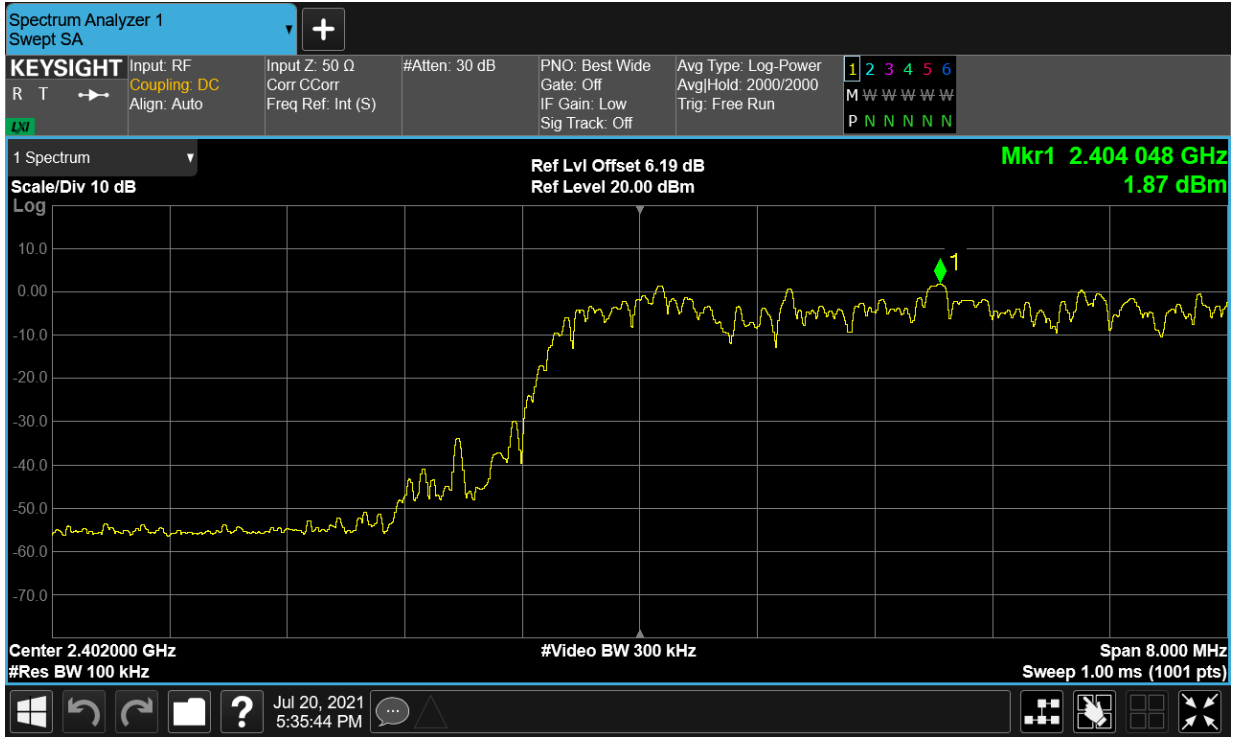 Spectrum Analyzer 1
Swept SA
KEYSIGHT
R T
LXI
Input: RF
Coupling: DC
Align: Auto
Input Z: 50 Ω
Corr CCorr
Freq Ref: Int (S)
#Atten: 30 dB
PNO: Best Wide
Gate: Off
IF Gain: Low
Sig Track: Off
Avg Type: Log-Power
Avg|Hold: 2000/2000
Trig: Free Run
1 2 3 4 5 6
M W W W W W
P N N N N N
1 Spectrum
Scale/Div 10 dB
Log
Ref Lvl Offset 6.19 dB
Ref Level 20.00 dBm
Mkr1 2.404 048 GHz
1.87 dBm
10.0
0.00
-10.0
-20.0
-30.0
-40.0
-50.0
-60.0
-70.0
1
Center 2.402000 GHz
#Res BW 100 kHz
#Video BW 300 kHz
Span 8.000 MHz
Sweep 1.00 ms (1001 pts)
?
Jul 20, 2021
5:35:44 PM